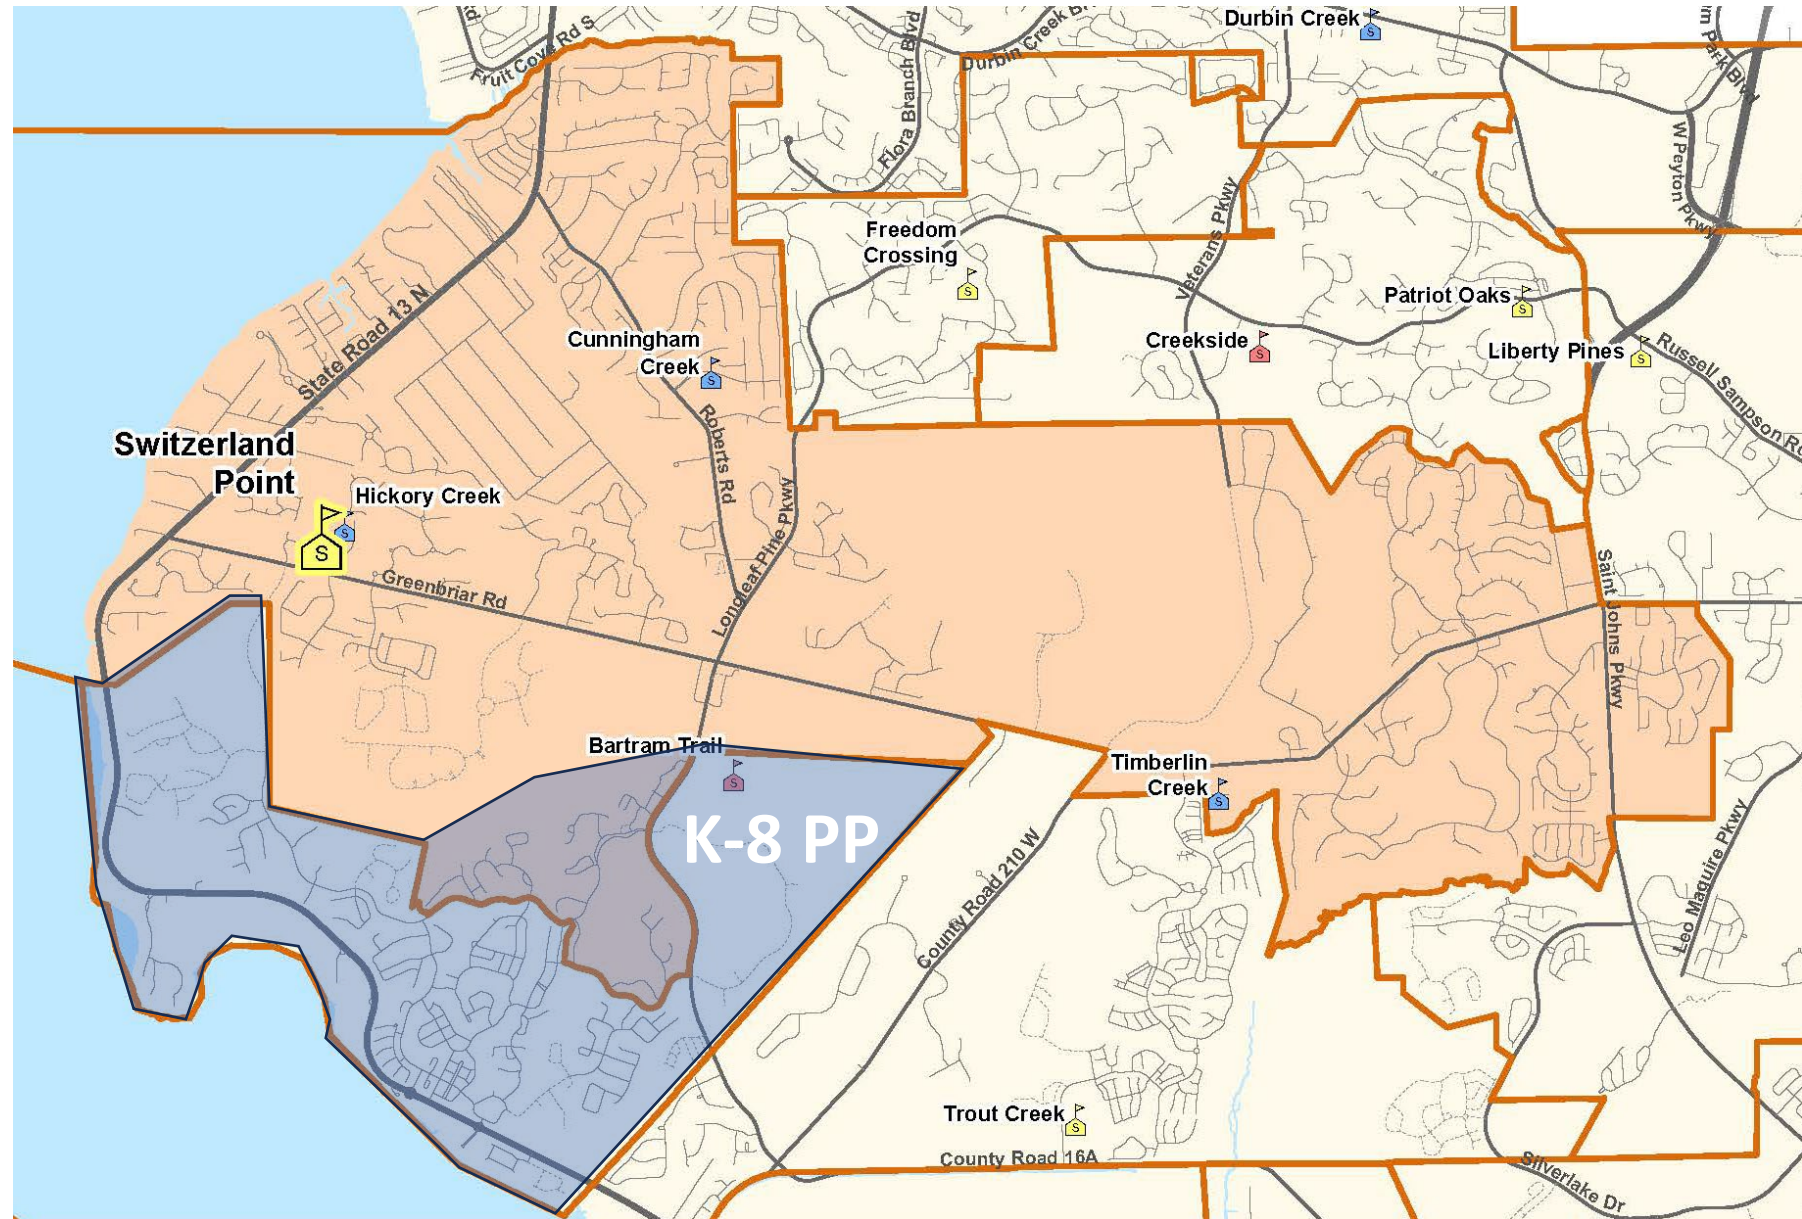 Rd
Fruit Cove Rd S
Flora Branch Blvd
Durbin Creek
Durbin Creek
W Peyton Pkwy
Park Blvd
Veterans Pkwy
Freedom
Crossing
Patriot Oaks
Creekside
Liberty Pines
Russell Sampson Rd
State Road 13 N
Cunningham
Creek
Roberts Rd
Switzerland
Point
Hickory Creek
S
S
S
S
S
S
S
Greenbriar Rd
Longleaf Pine Pkwy
Saint Johns Pkwy
Bartram Trail
S
Timberlin
Creek
S
K-8 PP
County Road 210 W
Leo Maguire Pkwy
Trout Creek
S
County Road 16A
Silverlake Dr
S